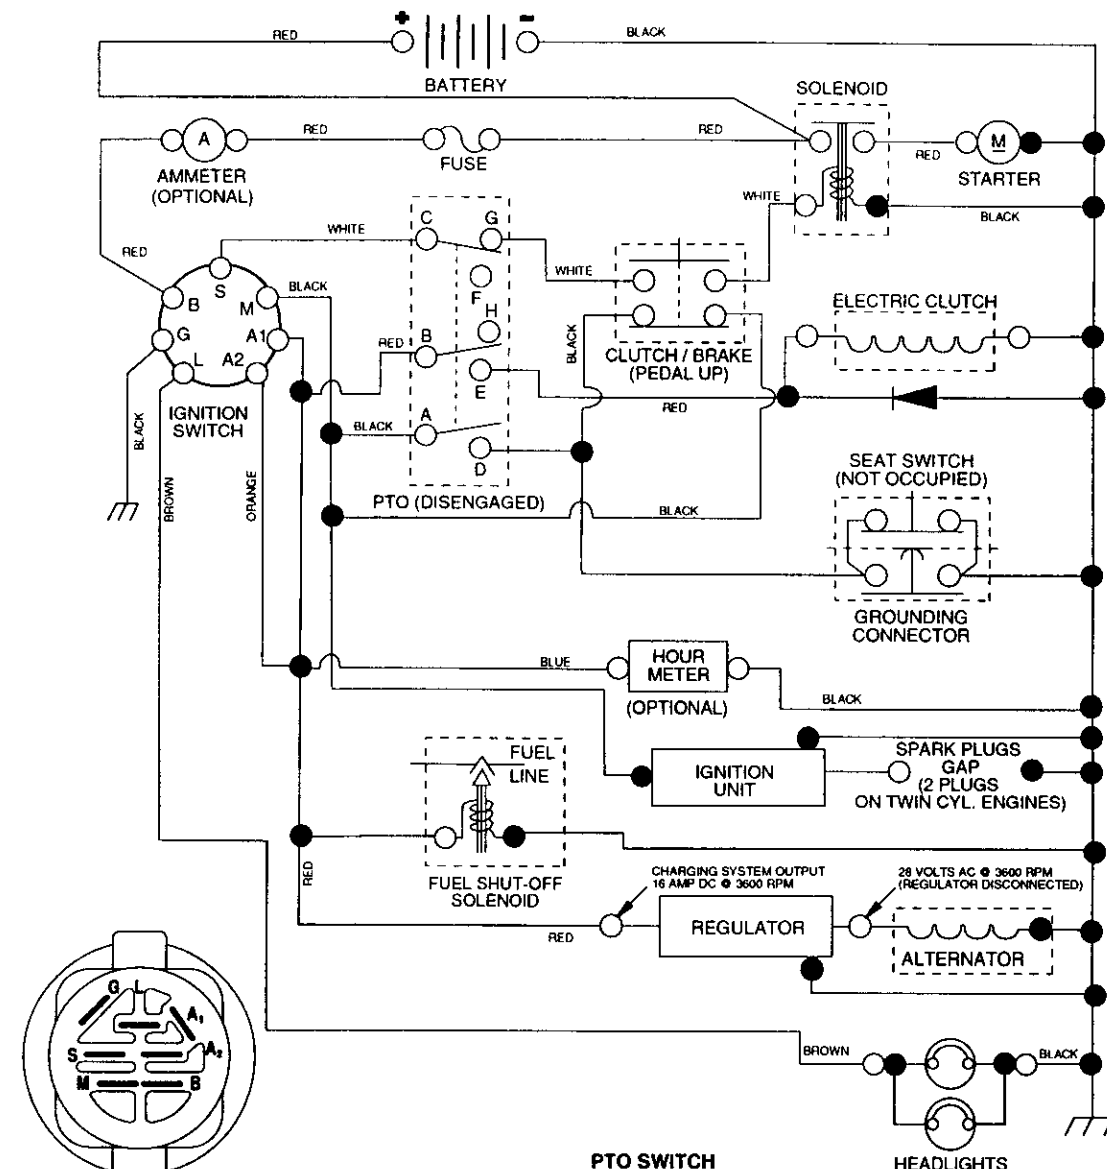 + -
RED
BLACK
BATTERY
SOLENOID
A
RED
RED
RED
M
FUSE
AMMETER
(OPTIONAL)
STARTER
WHITE
BLACK
C G
WHITE
RED
S
BLACK
WHITE
B M
F
ELECTRIC CLUTCH
H
G A1
RED
B
BLACK
CLUTCH / BRAKE
(PEDAL UP)
L A2
E
RED
IGNITION
SWITCH
A
BLACK
BLACK
D
SEAT SWITCH
(NOT OCCUPIED)
BROWN
ORANGE
PTO (DISENGAGED)
BLACK
GROUNDING
CONNECTOR
BLUE
HOUR
METER
(OPTIONAL)
BLACK
FUEL
LINE
IGNITION
UNIT
SPARK PLUGS
GAP
(2 PLUGS
ON TWIN CYL. ENGINES)
RED
FUEL SHUT-OFF
SOLENOID
CHARGING SYSTEM OUTPUT
16 AMP DC @ 3600 RPM
28 VOLTS AC @ 3600 RPM
(REGULATOR DISCONNECTED)
RED
REGULATOR
ALTERNATOR
G L
A1
S A2
M B
BROWN
BLACK
PTO SWITCH
HEADLIGHTS